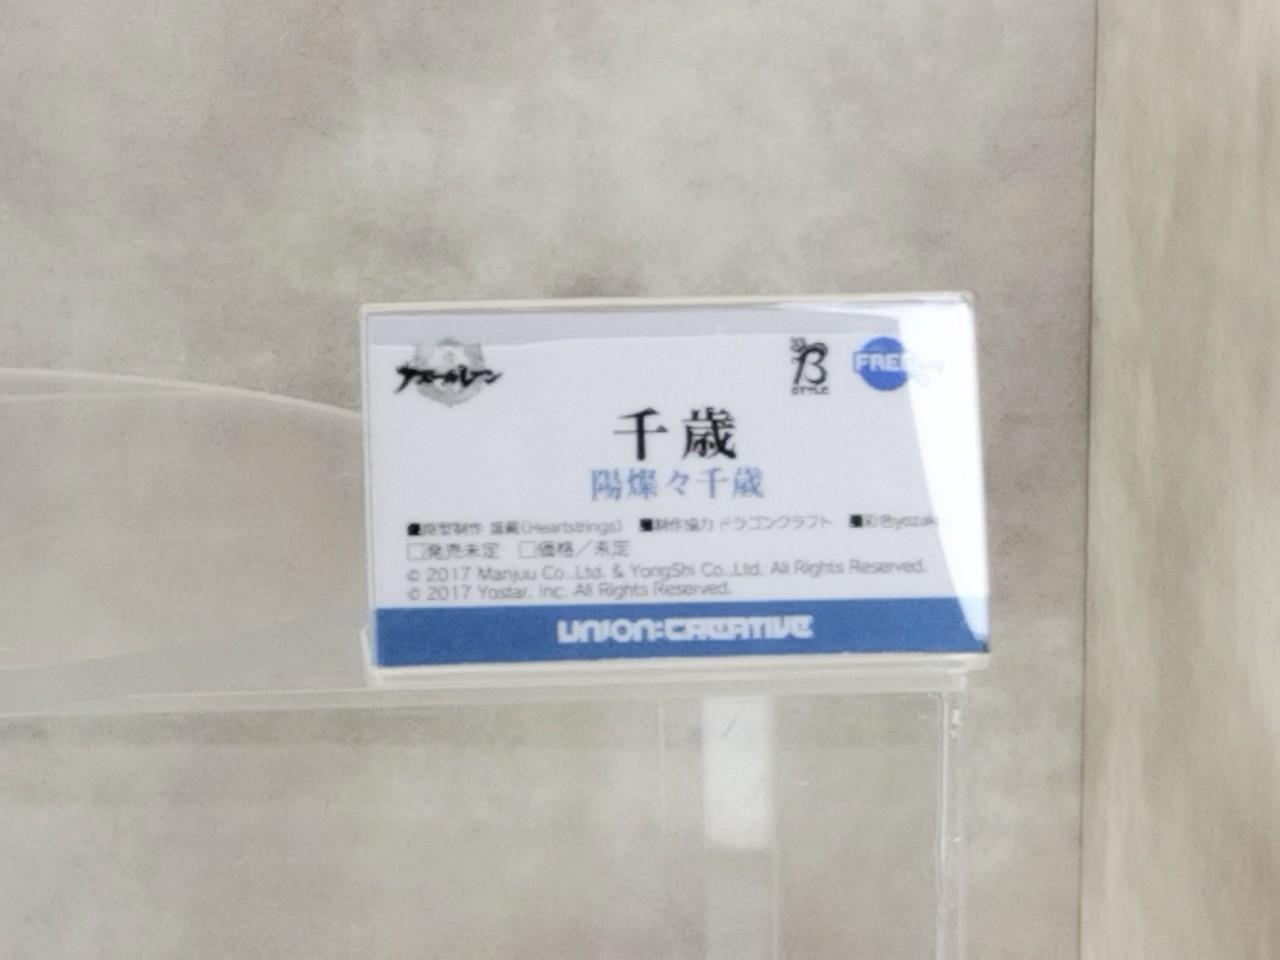 アズールレーン
B STYLE FREEing
千歳
陽燦々千歳
■原型制作 (Heartstrings) ■制作協力 ドラゴンクラフト ■彩色
□発売未定 □価格／未定
© 2017 Manjuu Co.,Ltd. & YongShi Co.,Ltd. All Rights Reserved.
© 2017 Yostar, Inc. All Rights Reserved.
UNION:CREATIVE